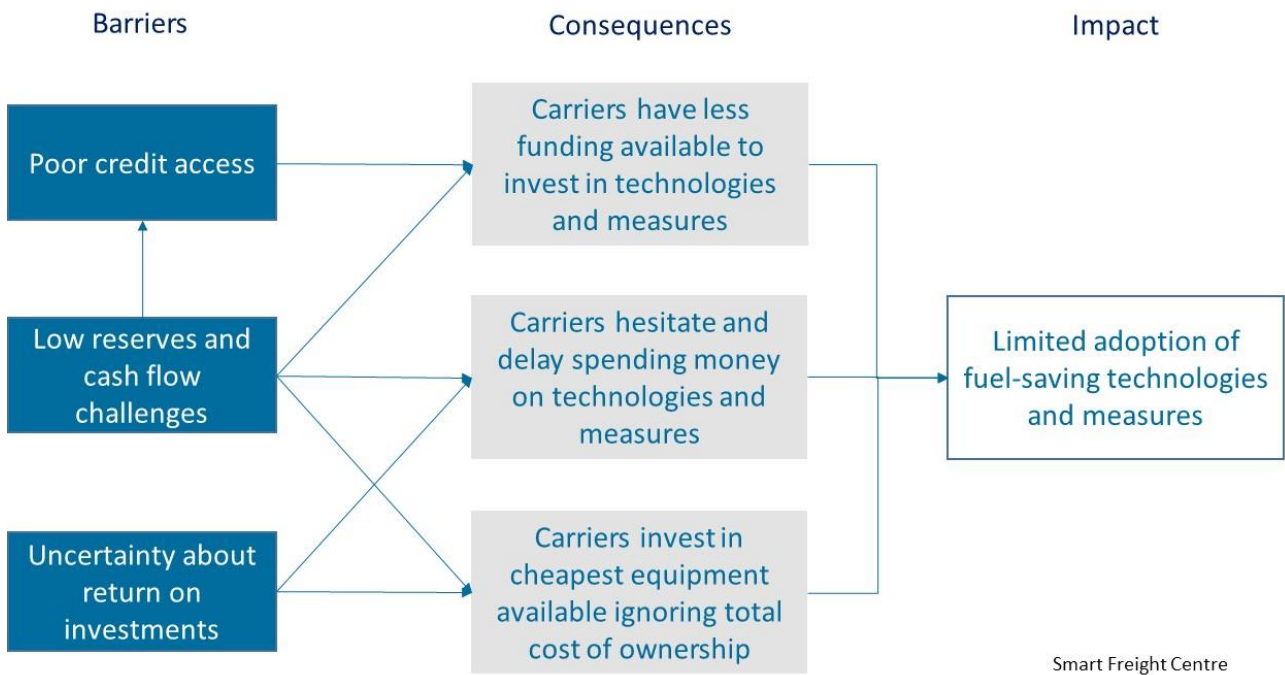 Barriers
Consequences
Impact
Poor credit access
Carriers have less
funding available to
invest in technologies
and measures
Low reserves and
cash flow
challenges
Carriers hesitate and
delay spending money
on technologies and
measures
Limited adoption of
fuel-saving technologies
and measures
Uncertainty about
return on
investments
Carriers invest in
cheapest equipment
available ignoring total
cost of ownership
Smart Freight Centre